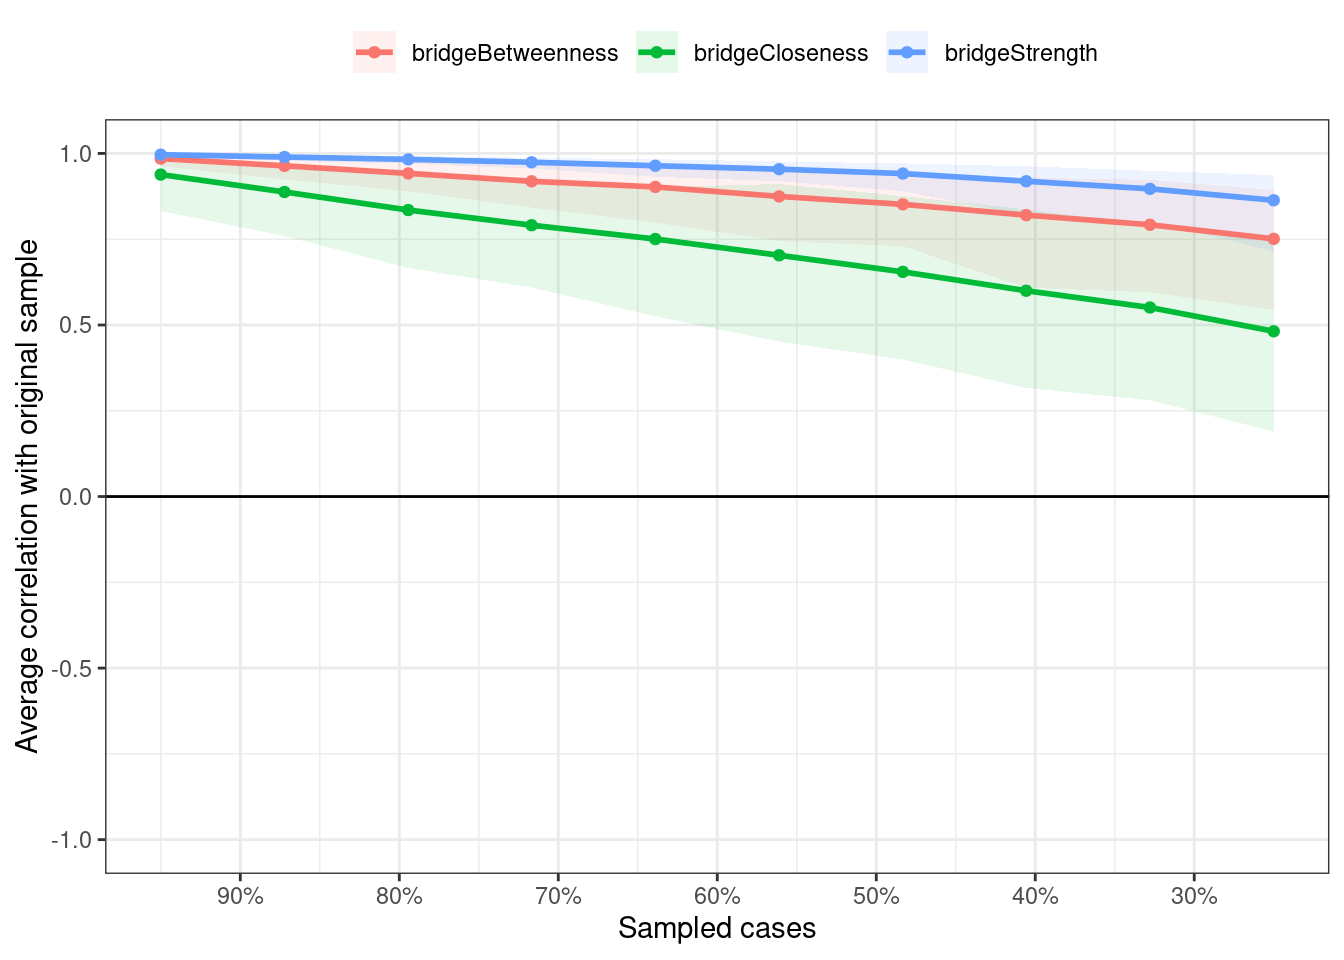 bridgeBetweenness bridgeCloseness bridgeStrength
Average correlation with original sample
1.0
0.5
0.0
-0.5
-1.0
90% 80% 70% 60% 50% 40% 30%
Sampled cases